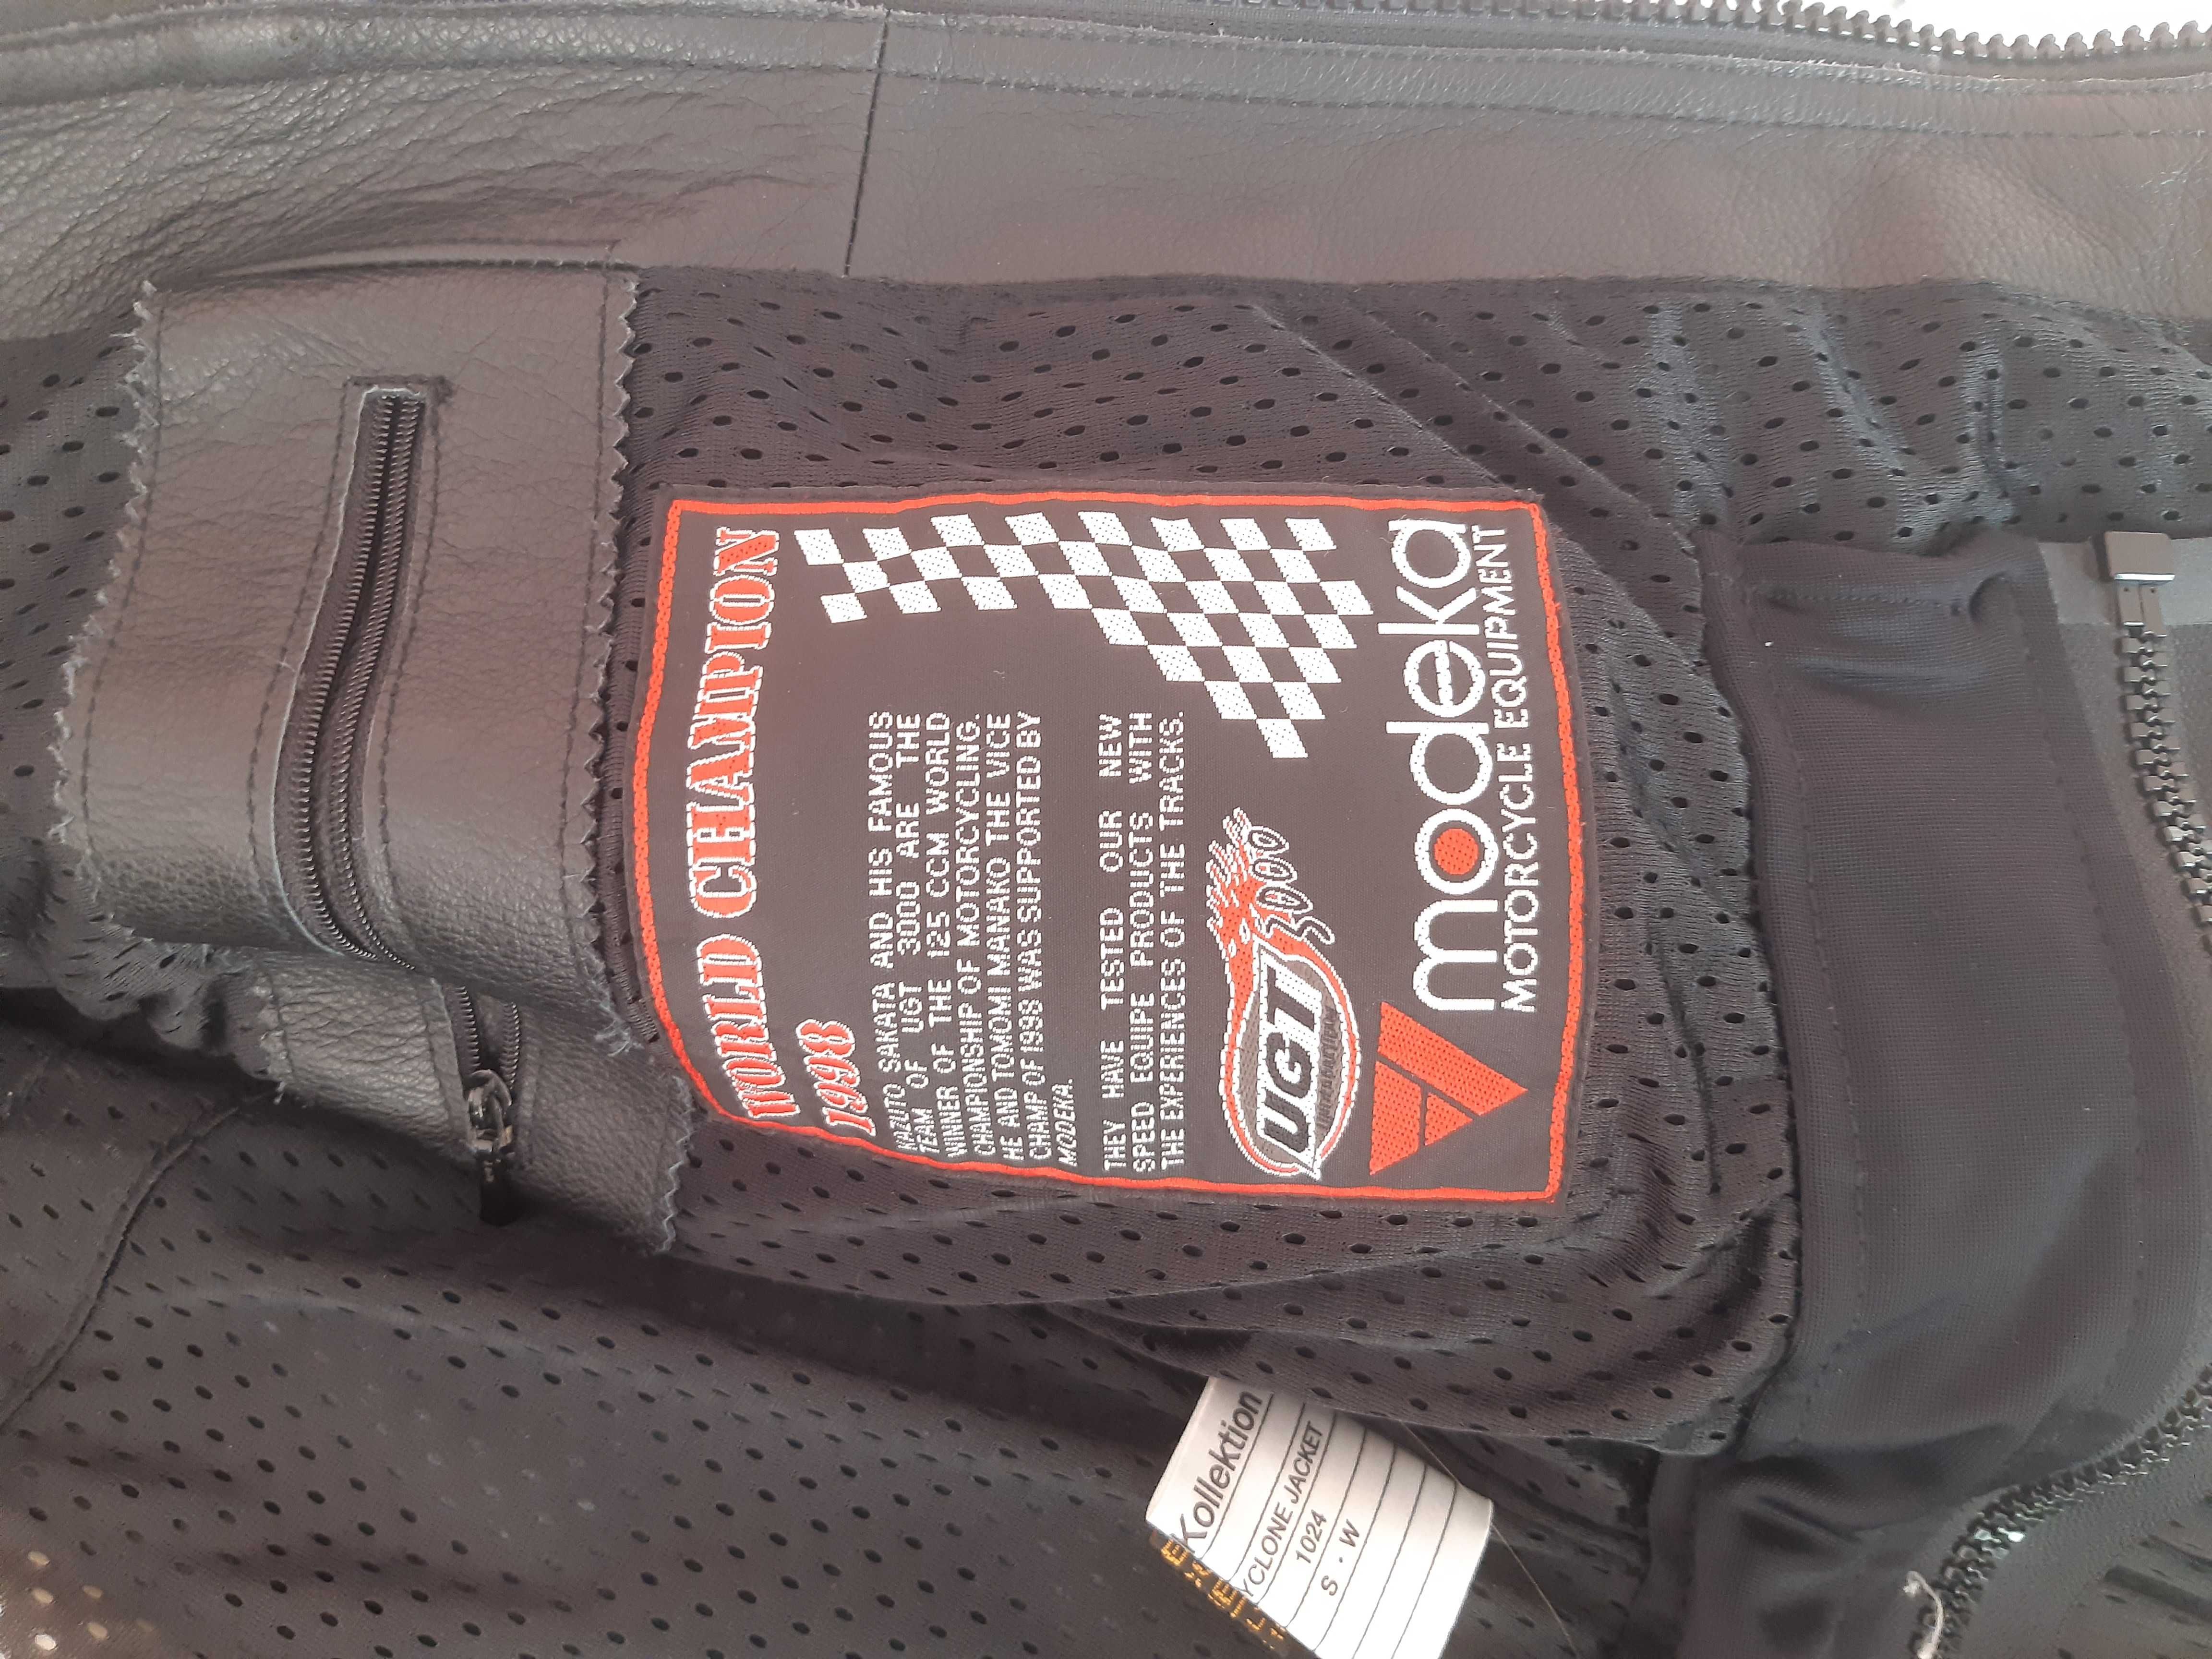 WORLD CHAMPION
1998
KAZUTO SAKATA AND HIS FAMOUS
TEAM OF UGT 3000 ARE THE
WINNER OF THE 125 CCM WORLD
CHAMPIONSHIP OF MOTORCYCLING.
HE AND TOMOMI MANAKO THE VICE
CHAMP OF 1998 WAS SUPPORTED BY
MODEKA.
THEY HAVE TESTED OUR NEW
SPEED EQUIPE PRODUCTS WITH
THE EXPERIENCES OF THE TRACKS.
UGT 3000
modeka
MOTORCYCLE EQUIPMENT
Kollektion
YCLONE JACKET
1024
S · W